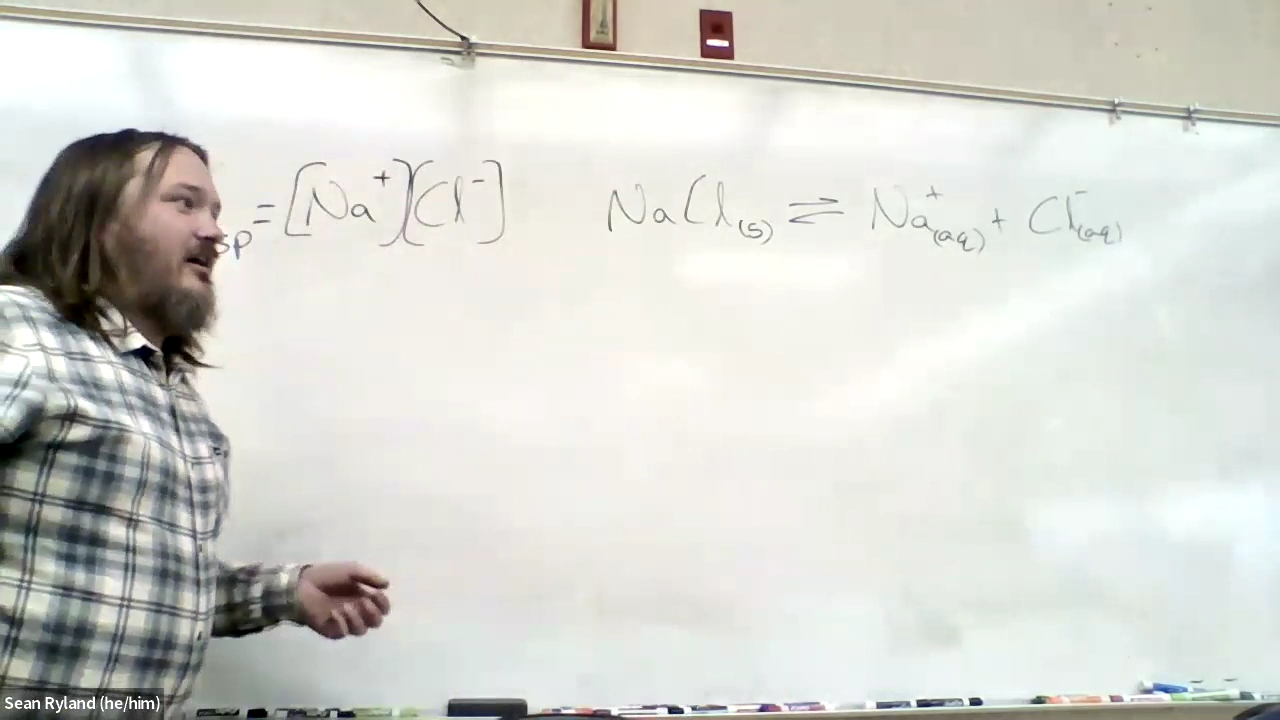 sp = [Na⁺][Cl⁻] NaCl(s) ⇌ Na⁺(aq) + Cl⁻(aq)
Sean Ryland (he/him)